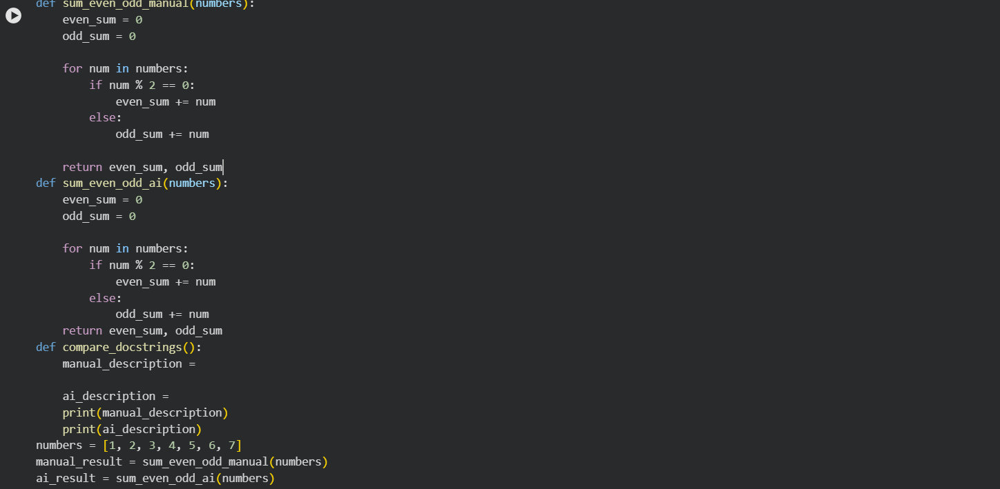 def sum_even_odd_manual(numbers):
    even_sum = 0
    odd_sum = 0

    for num in numbers:
        if num % 2 == 0:
            even_sum += num
        else:
            odd_sum += num

    return even_sum, odd_sum
def sum_even_odd_ai(numbers):
    even_sum = 0
    odd_sum = 0

    for num in numbers:
        if num % 2 == 0:
            even_sum += num
        else:
            odd_sum += num
    return even_sum, odd_sum
def compare_docstrings():
    manual_description =

    ai_description =
    print(manual_description)
    print(ai_description)
numbers = [1, 2, 3, 4, 5, 6, 7]
manual_result = sum_even_odd_manual(numbers)
ai_result = sum_even_odd_ai(numbers)